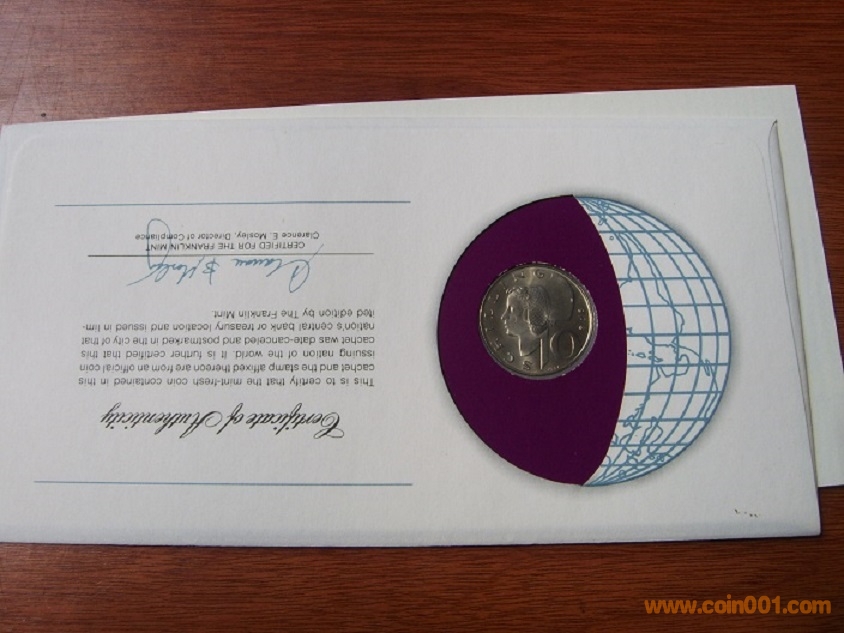 Certificate of Authenticity
This is to certify that the mint-fresh coin contained in this
cachet and the stamp affixed thereon are from an official coin
issuing nation of the world. It is further certified that this
cachet was date-canceled and postmarked in the city of that
nation's central bank or treasury location and issued in lim-
ited edition by The Franklin Mint.
CERTIFIED FOR THE FRANKLIN MINT
Clarence E. Mosley, Director of Compliance
10
www.coin001.com